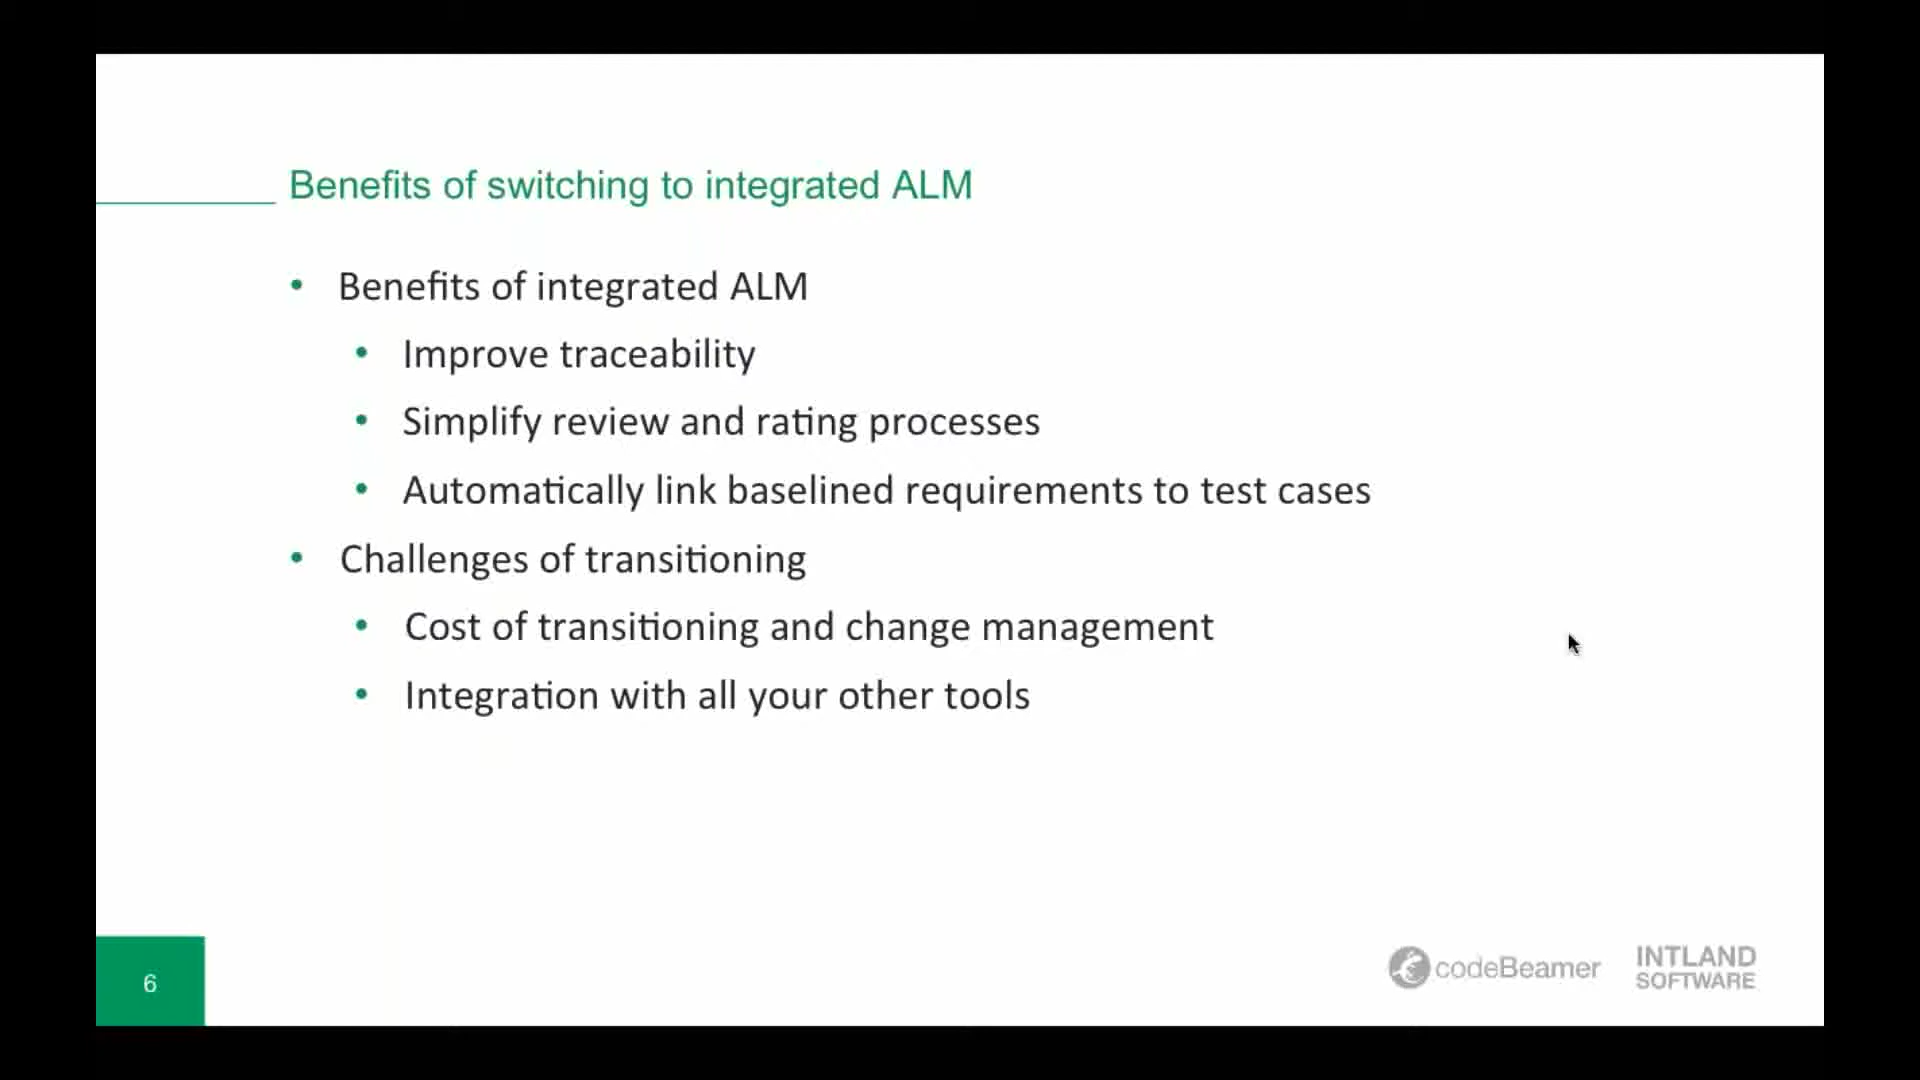 Benefits of switching to integrated ALM
• Benefits of integrated ALM
• Improve traceability
• Simplify review and rating processes
• Automatically link baselined requirements to test cases
• Challenges of transitioning
• Cost of transitioning and change management
• Integration with all your other tools
6
codeBeamer
INTLAND
SOFTWARE